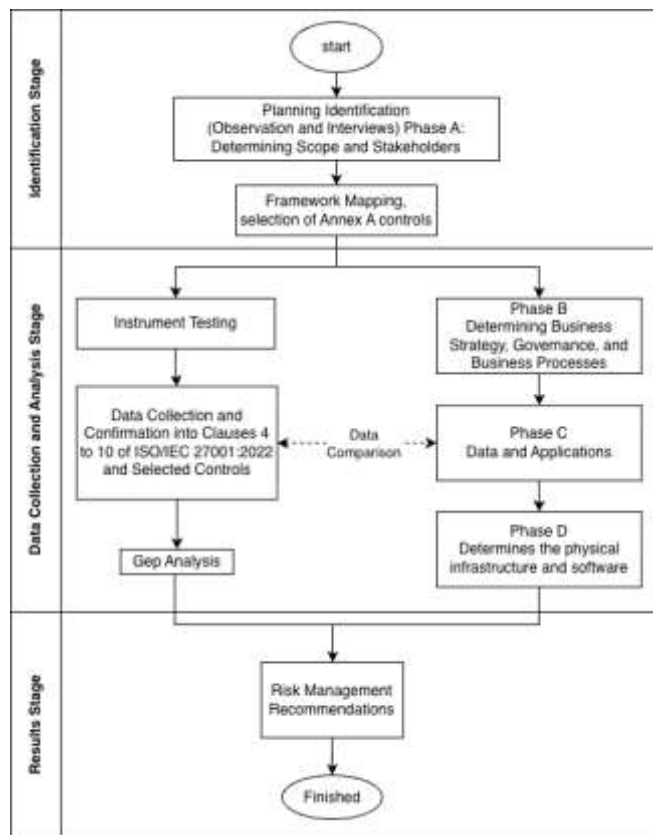 Identification Stage
start
Planning Identification
(Observation and Interviews) Phase A:
Determining Scope and Stakeholders
Framework Mapping,
selection of Annex A controls
Data Collection and Analysis Stage
Instrument Testing
Phase B
Determining Business
Strategy, Governance, and
Business Processes
Data Collection and
Confirmation into Clauses 4
to 10 of ISO/IEC 27001:2022
and Selected Controls
Data
Comparison
Phase C
Data and Applications
Gep Analysis
Phase D
Determines the physical
infrastructure and software
Results Stage
Risk Management
Recommendations
Finished